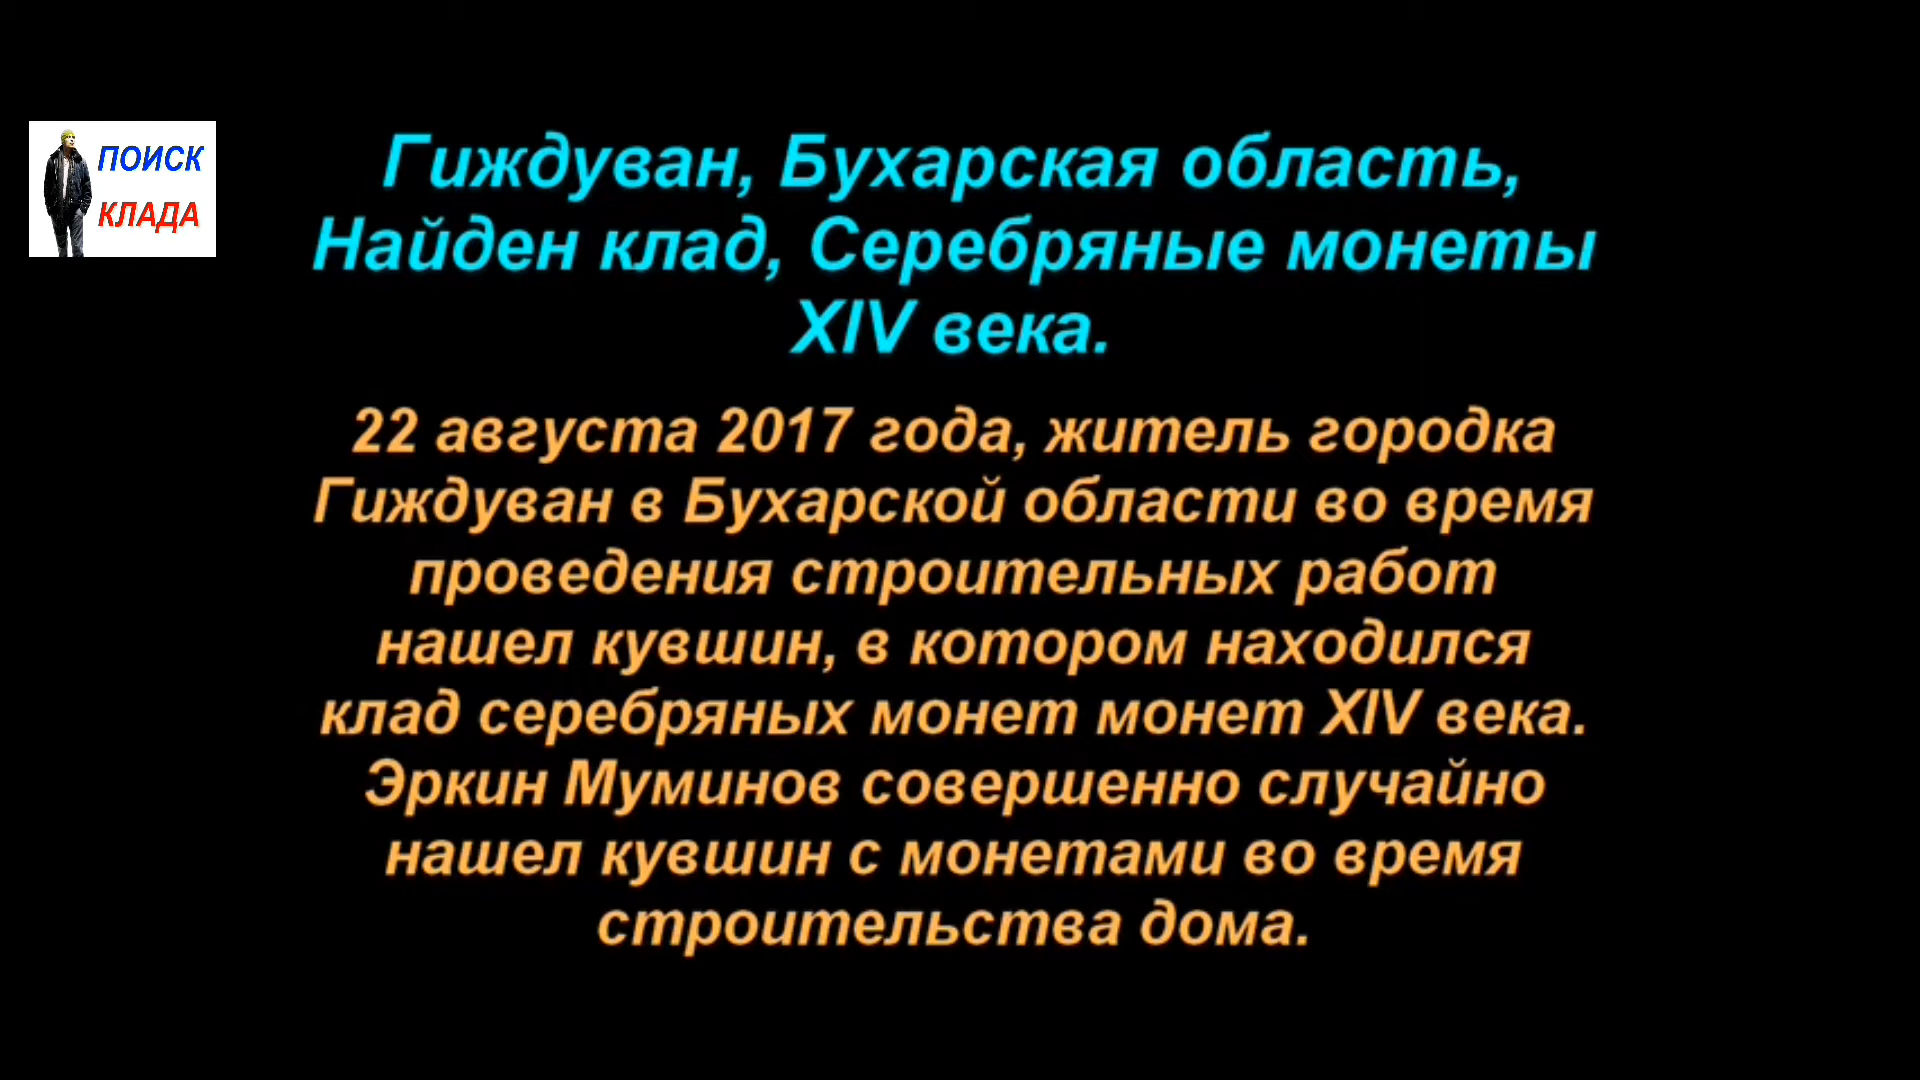 ПОИСК
КЛАДА
Гиждуван, Бухарская область,
Найден клад, Серебряные монеты
XIV века.
22 августа 2017 года, житель городка
Гиждуван в Бухарской области во время
проведения строительных работ
нашел кувшин, в котором находился
клад серебряных монет монет XIV века.
Эркин Муминов совершенно случайно
нашел кувшин с монетами во время
строительства дома.